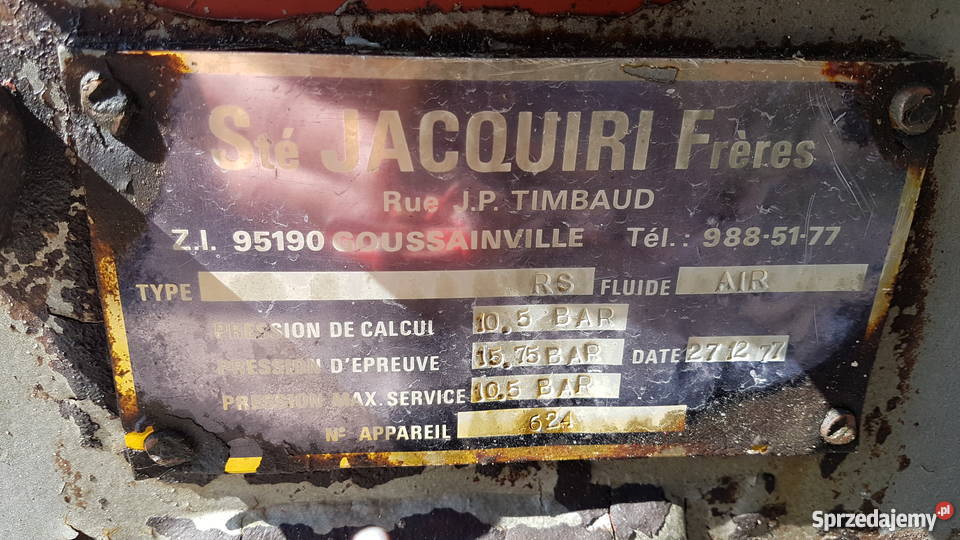 Sté JACQUIRI Frères
Rue J.P. TIMBAUD
Z.I. 95190 GOUSSAINVILLE Tél.: 988-51-77
TYPE RS FLUIDE AIR
PRESSION DE CALCUL 10,5 BAR
PRESSION D'ÉPREUVE 15,75 BAR DATE 27 12 77
PRESSION MAX. SERVICE 10,5 BAR
N° APPAREIL 624
Sprzedajemy.pl